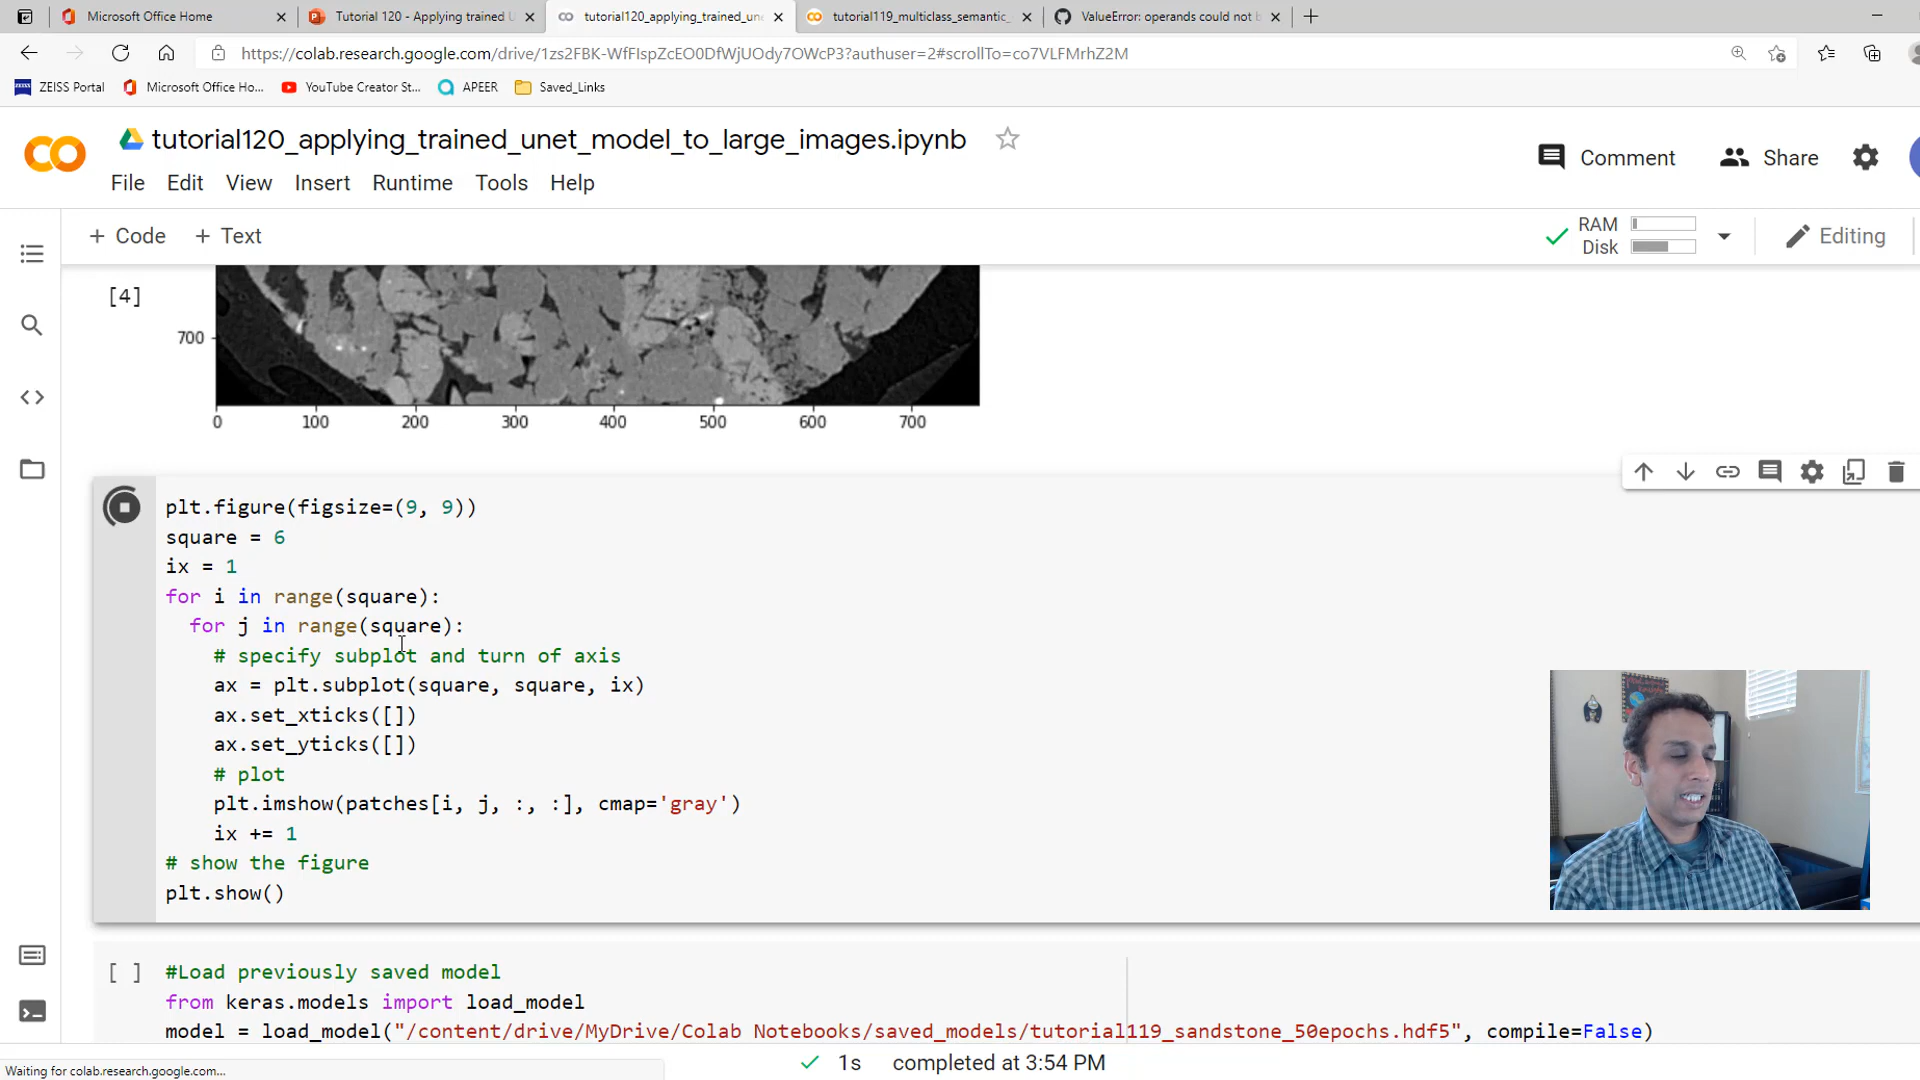 Microsoft Office Home
Tutorial 120 - Applying trained U
tutorial120_applying_trained_une
tutorial119_multiclass_semantic_
ValueError: operands could not b
https://colab.research.google.com/drive/1zs2FBK-WfFIspZcEO0DfWjUOdy7OWcP3?authuser=2#scrollTo=co7VLFMrhZ2M
ZEISS Portal
Microsoft Office Ho...
YouTube Creator St...
APEER
Saved_Links
tutorial120_applying_trained_unet_model_to_large_images.ipynb
Comment
Share
File Edit View Insert Runtime Tools Help
+ Code + Text
RAM
Disk
Editing
[4]
700
0 100 200 300 400 500 600 700
plt.figure(figsize=(9, 9))
square = 6
ix = 1
for i in range(square):
for j in range(square):
# specify subplot and turn of axis
ax = plt.subplot(square, square, ix)
ax.set_xticks([])
ax.set_yticks([])
# plot
plt.imshow(patches[i, j, :, :], cmap='gray')
ix += 1
# show the figure
plt.show()
[ ] #Load previously saved model
from keras.models import load_model
model = load_model("/content/drive/MyDrive/Colab Notebooks/saved_models/tutorial119_sandstone_50epochs.hdf5", compile=False)
Waiting for colab.research.google.com...
1s completed at 3:54 PM